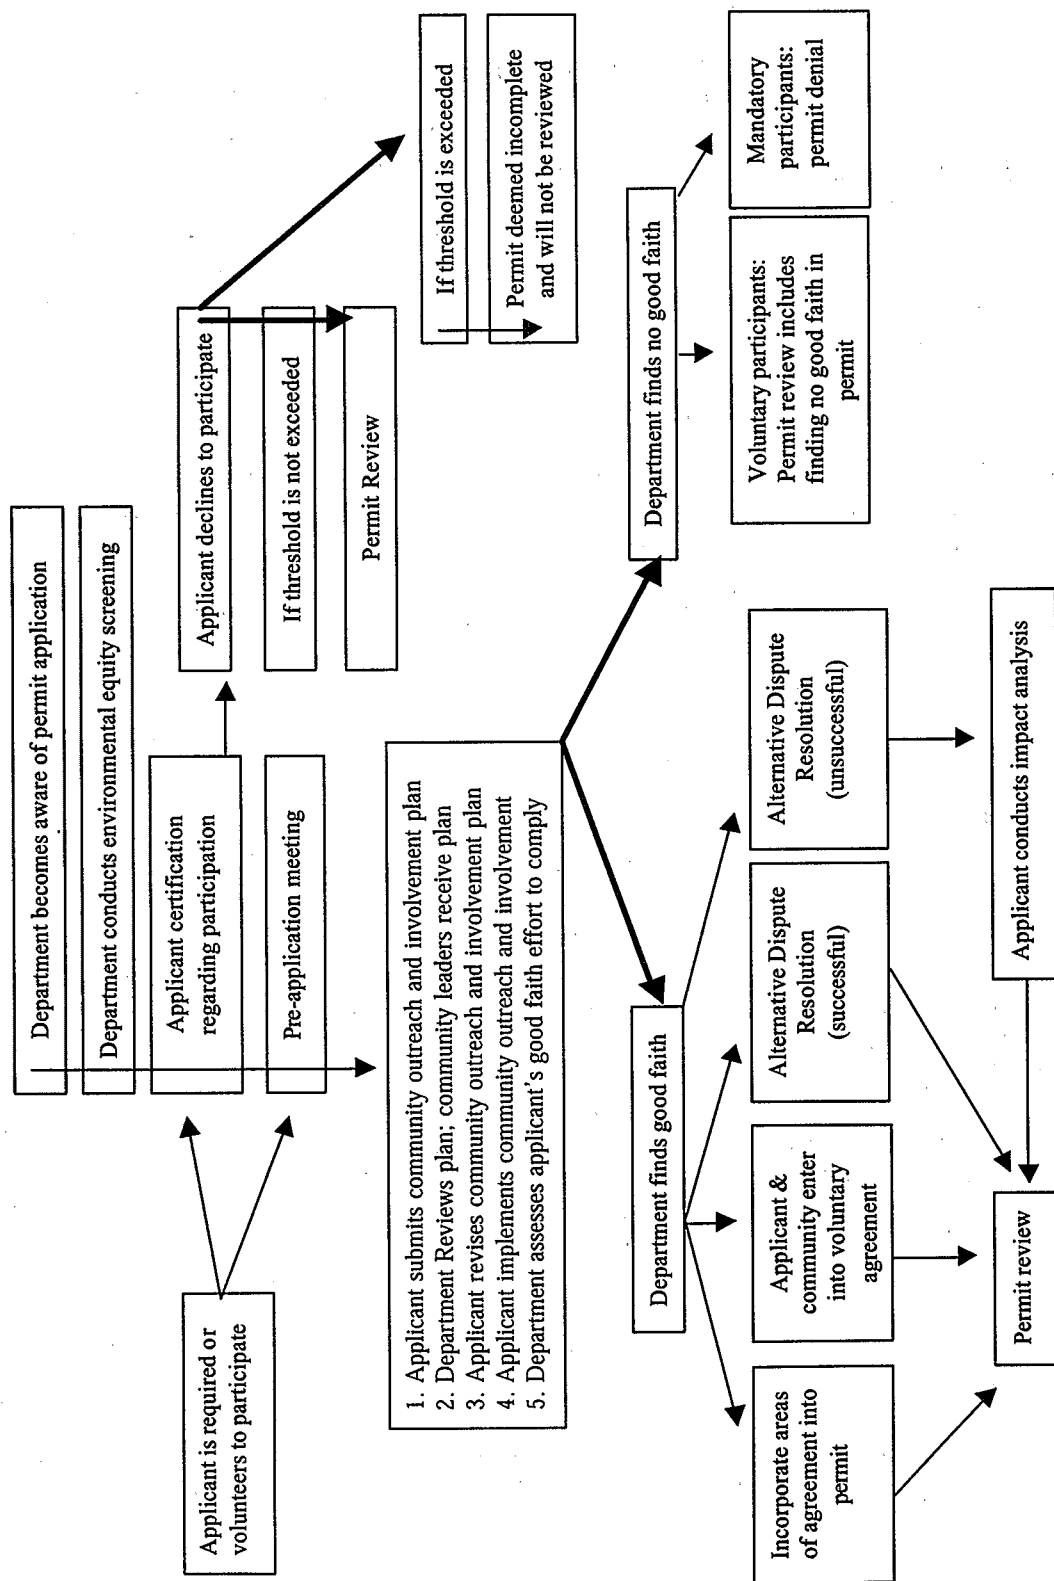 Department becomes aware of permit application
Department conducts environmental equity screening
Applicant is required or
volunteers to participate
Applicant certification
regarding participation
Applicant declines to participate
Pre-application meeting
If threshold is not exceeded
Permit Review
If threshold is exceeded
Permit deemed incomplete
and will not be reviewed
1. Applicant submits community outreach and involvement plan
2. Department Reviews plan; community leaders receive plan
3. Applicant revises community outreach and involvement plan
4. Applicant implements community outreach and involvement
5. Department assesses applicant's good faith effort to comply
Department finds good faith
Department finds no good faith
Incorporate areas
of agreement into
permit
Applicant &
community enter
into voluntary
agreement
Alternative Dispute
Resolution
(successful)
Alternative Dispute
Resolution
(unsuccessful)
Voluntary participants:
Permit review includes
finding no good faith in
permit
Mandatory
participants:
permit denial
Permit review
Applicant conducts impact analysis